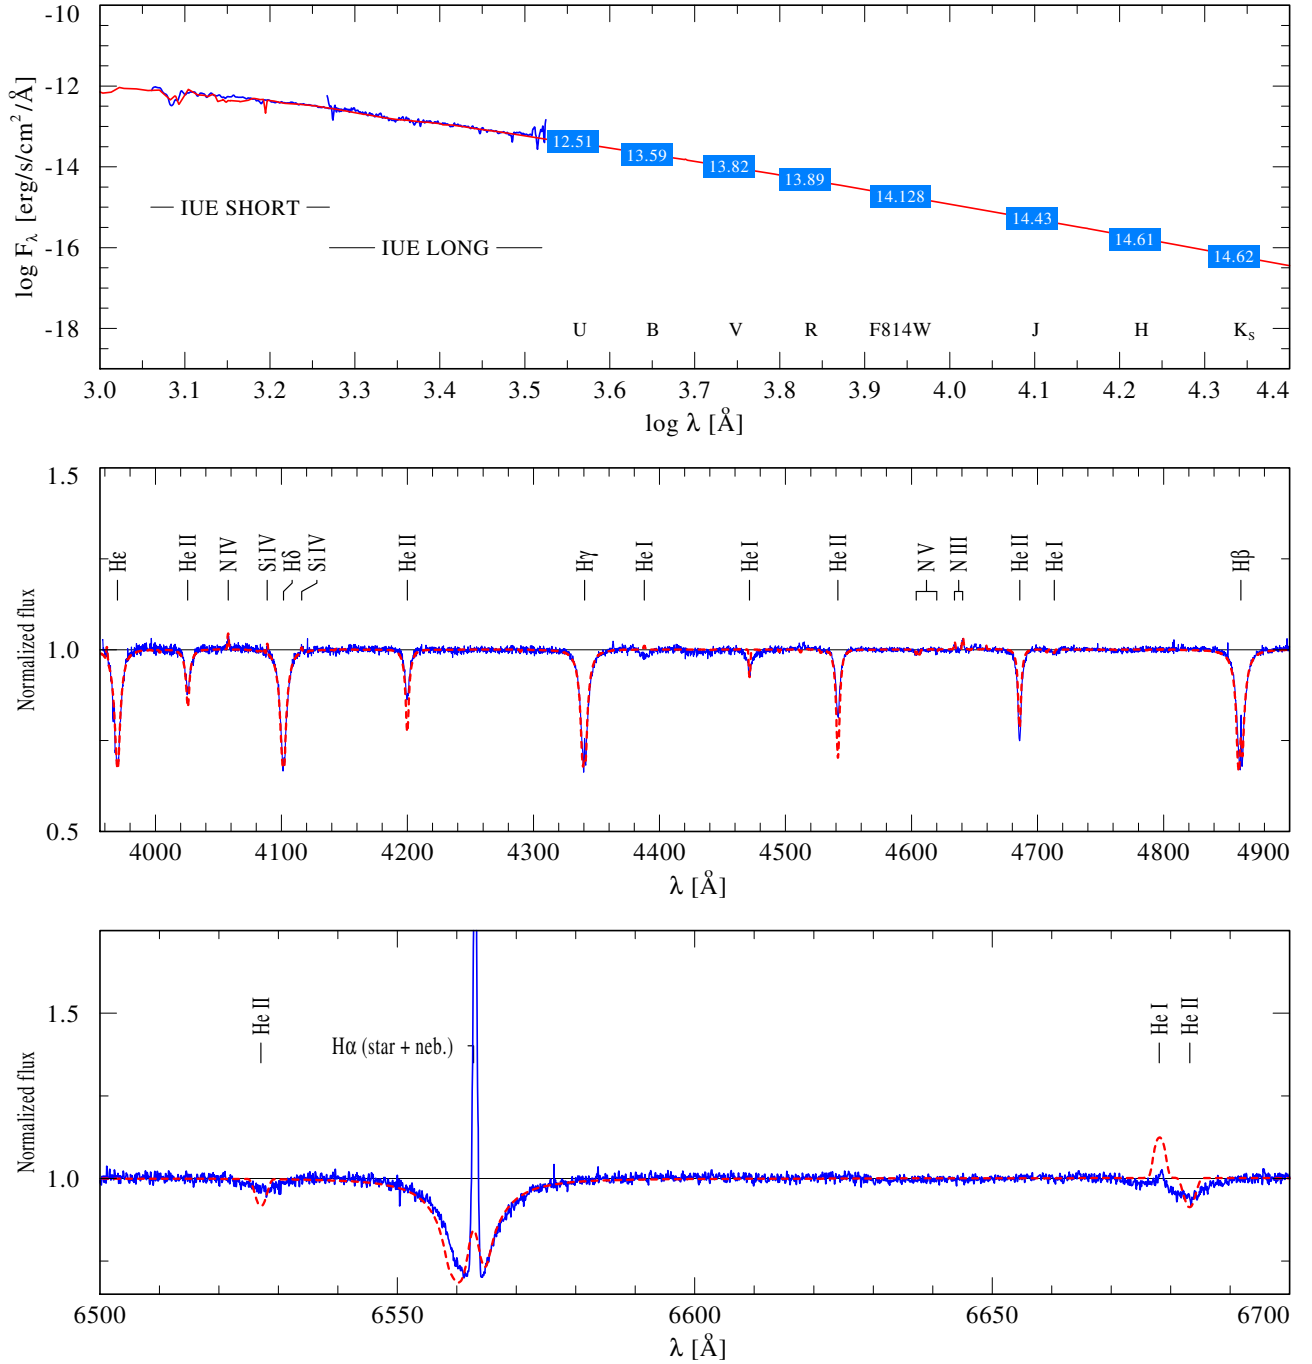 -10
-12
-14
-16
-18
log Fλ [erg/s/cm2/Å]
12.51
13.59
13.82
13.89
14.128
14.43
14.61
14.62
IUE SHORT
IUE LONG
U B V R F814W J H Ks
3.0 3.1 3.2 3.3 3.4 3.5 3.6 3.7 3.8 3.9 4.0 4.1 4.2 4.3 4.4
log λ [Å]
1.5
1.0
0.5
Normalized flux
Hε
He II
N IV
Si IV
Hδ
Si IV
He II
Hγ
He I
He I
He II
N V
N III
He II
He I
Hβ
4000 4100 4200 4300 4400 4500 4600 4700 4800 4900
λ [Å]
1.5
1.0
Normalized flux
He II
Hα (star + neb.)
He I
He II
6500 6550 6600 6650 6700
λ [Å]